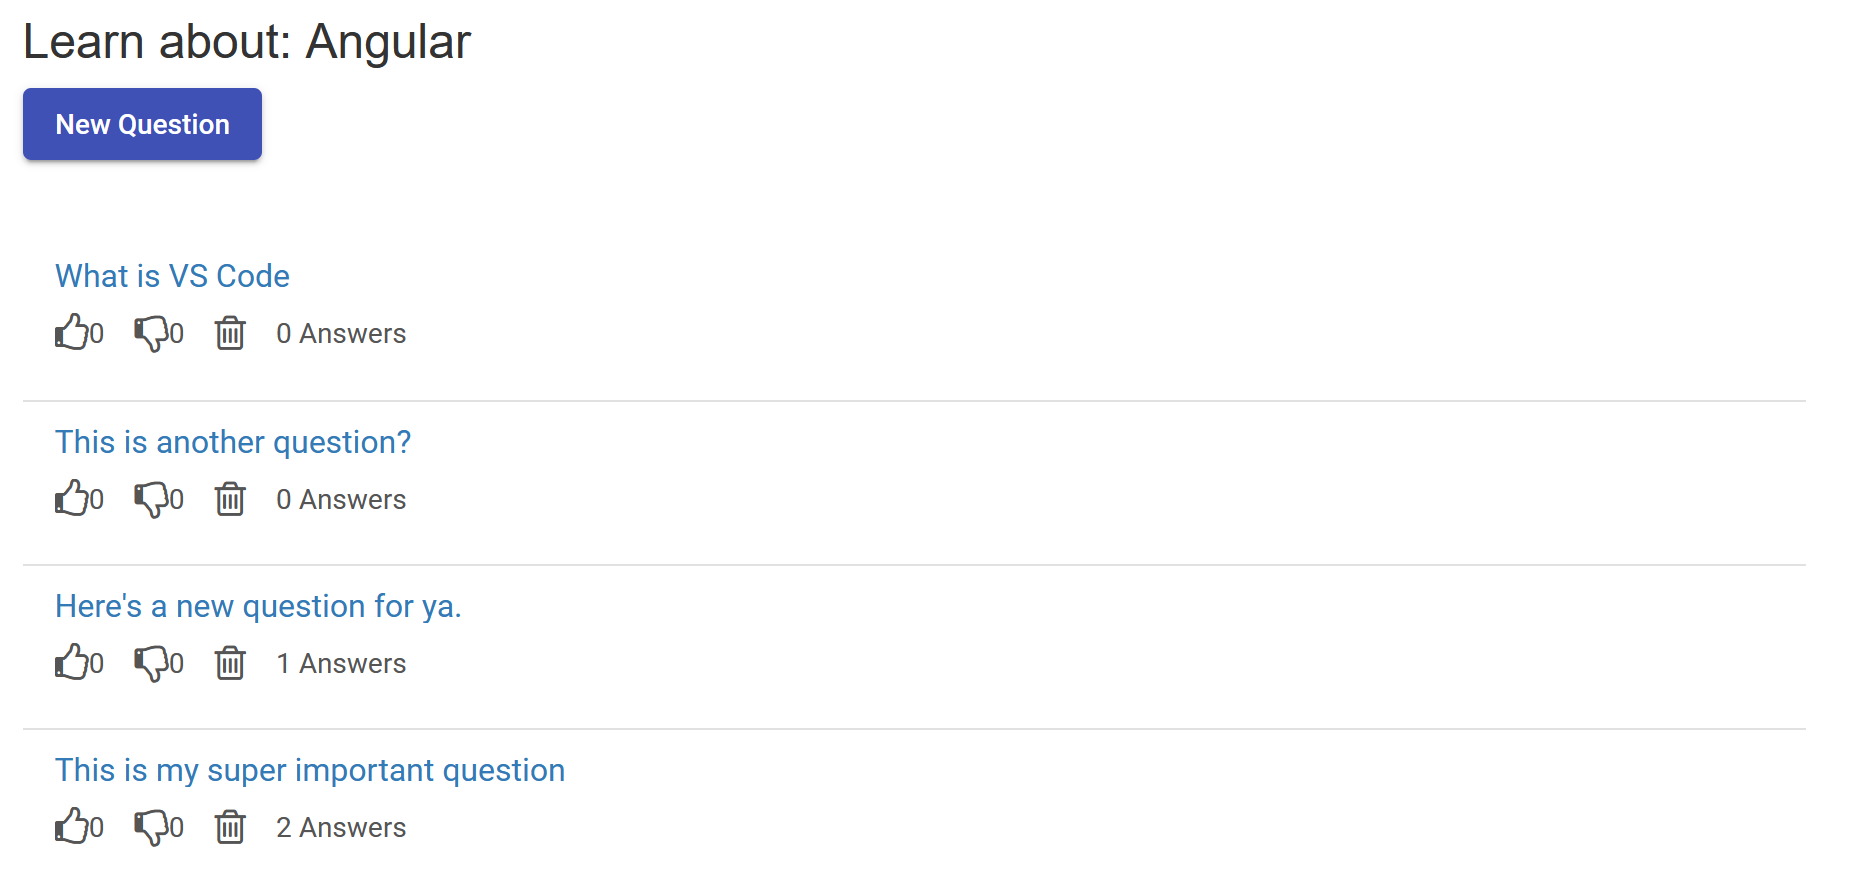 Learn about: Angular
New Question
What is VS Code
0 0 0 Answers
This is another question?
0 0 0 Answers
Here's a new question for ya.
0 0 1 Answers
This is my super important question
0 0 2 Answers